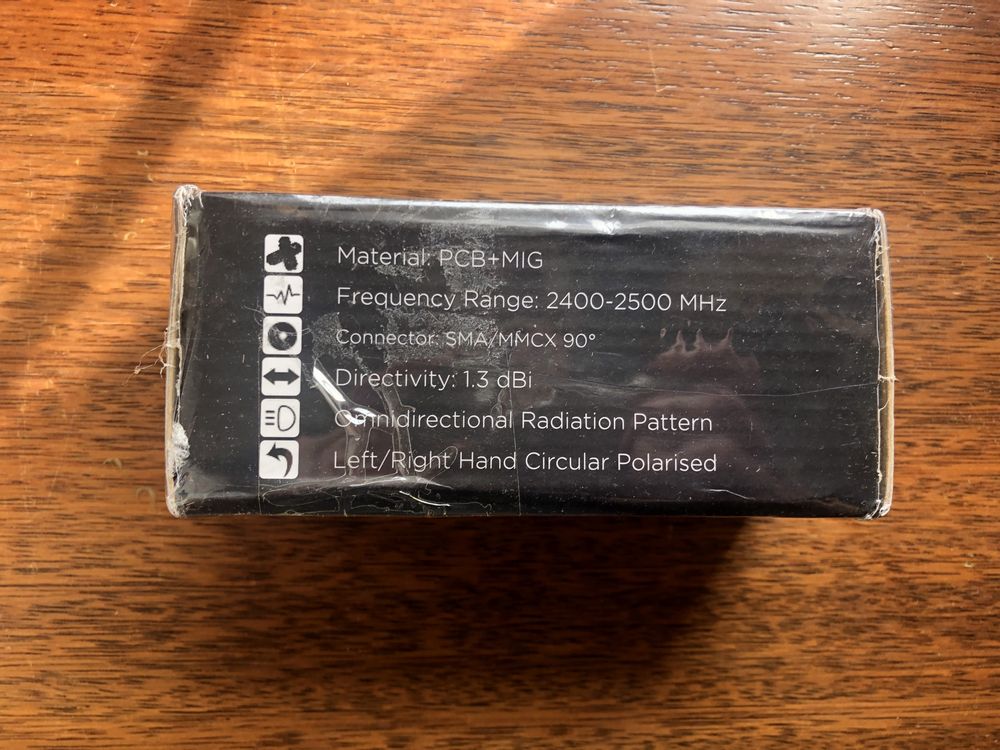 Material: PCB+MIG
Frequency Range: 2400-2500 MHz
Connector: SMA/MMCX 90°
Directivity: 1.3 dBi
Omnidirectional Radiation Pattern
Left/Right Hand Circular Polarised